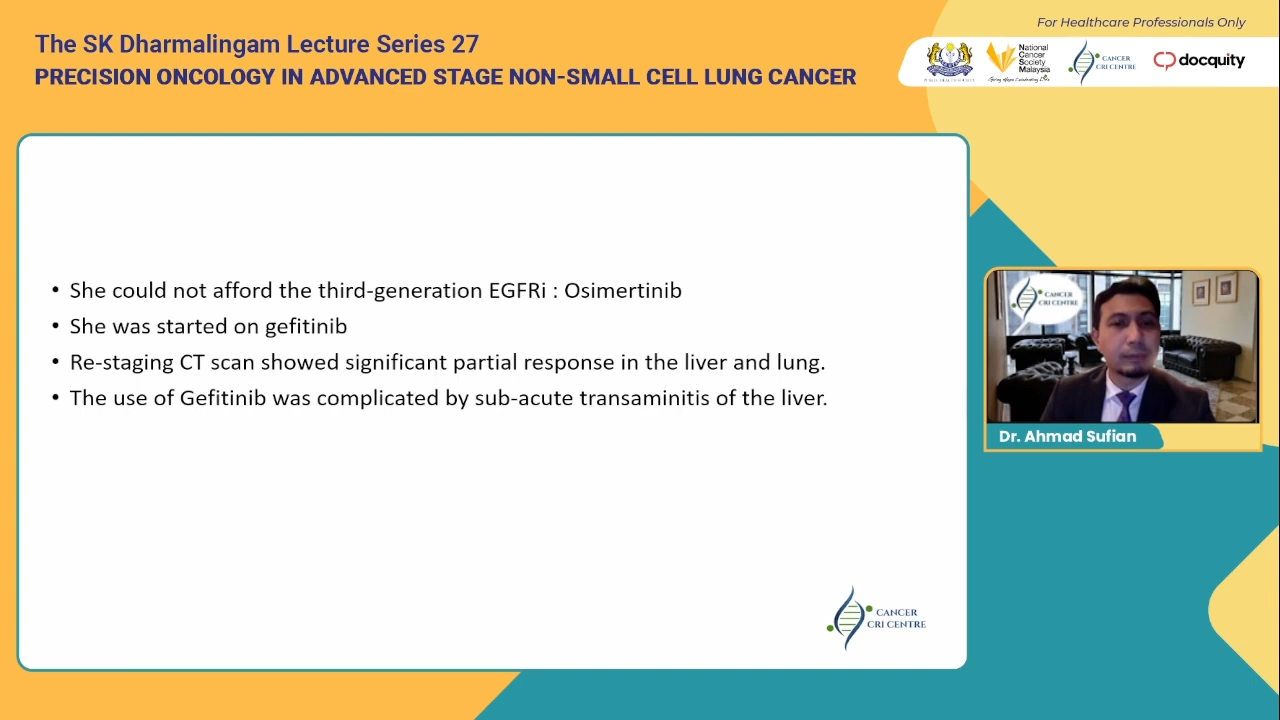 For Healthcare Professionals Only
The SK Dharmalingam Lecture Series 27
PRECISION ONCOLOGY IN ADVANCED STAGE NON-SMALL CELL LUNG CANCER
National
Cancer
Society
Malaysia
CANCER
CRI CENTRE
docquity
• She could not afford the third-generation EGFRi : Osimertinib
• She was started on gefitinib
• Re-staging CT scan showed significant partial response in the liver and lung.
• The use of Gefitinib was complicated by sub-acute transaminitis of the liver.
CANCER
CRI CENTRE
Dr. Ahmad Sufian
CANCER
CRI CENTRE